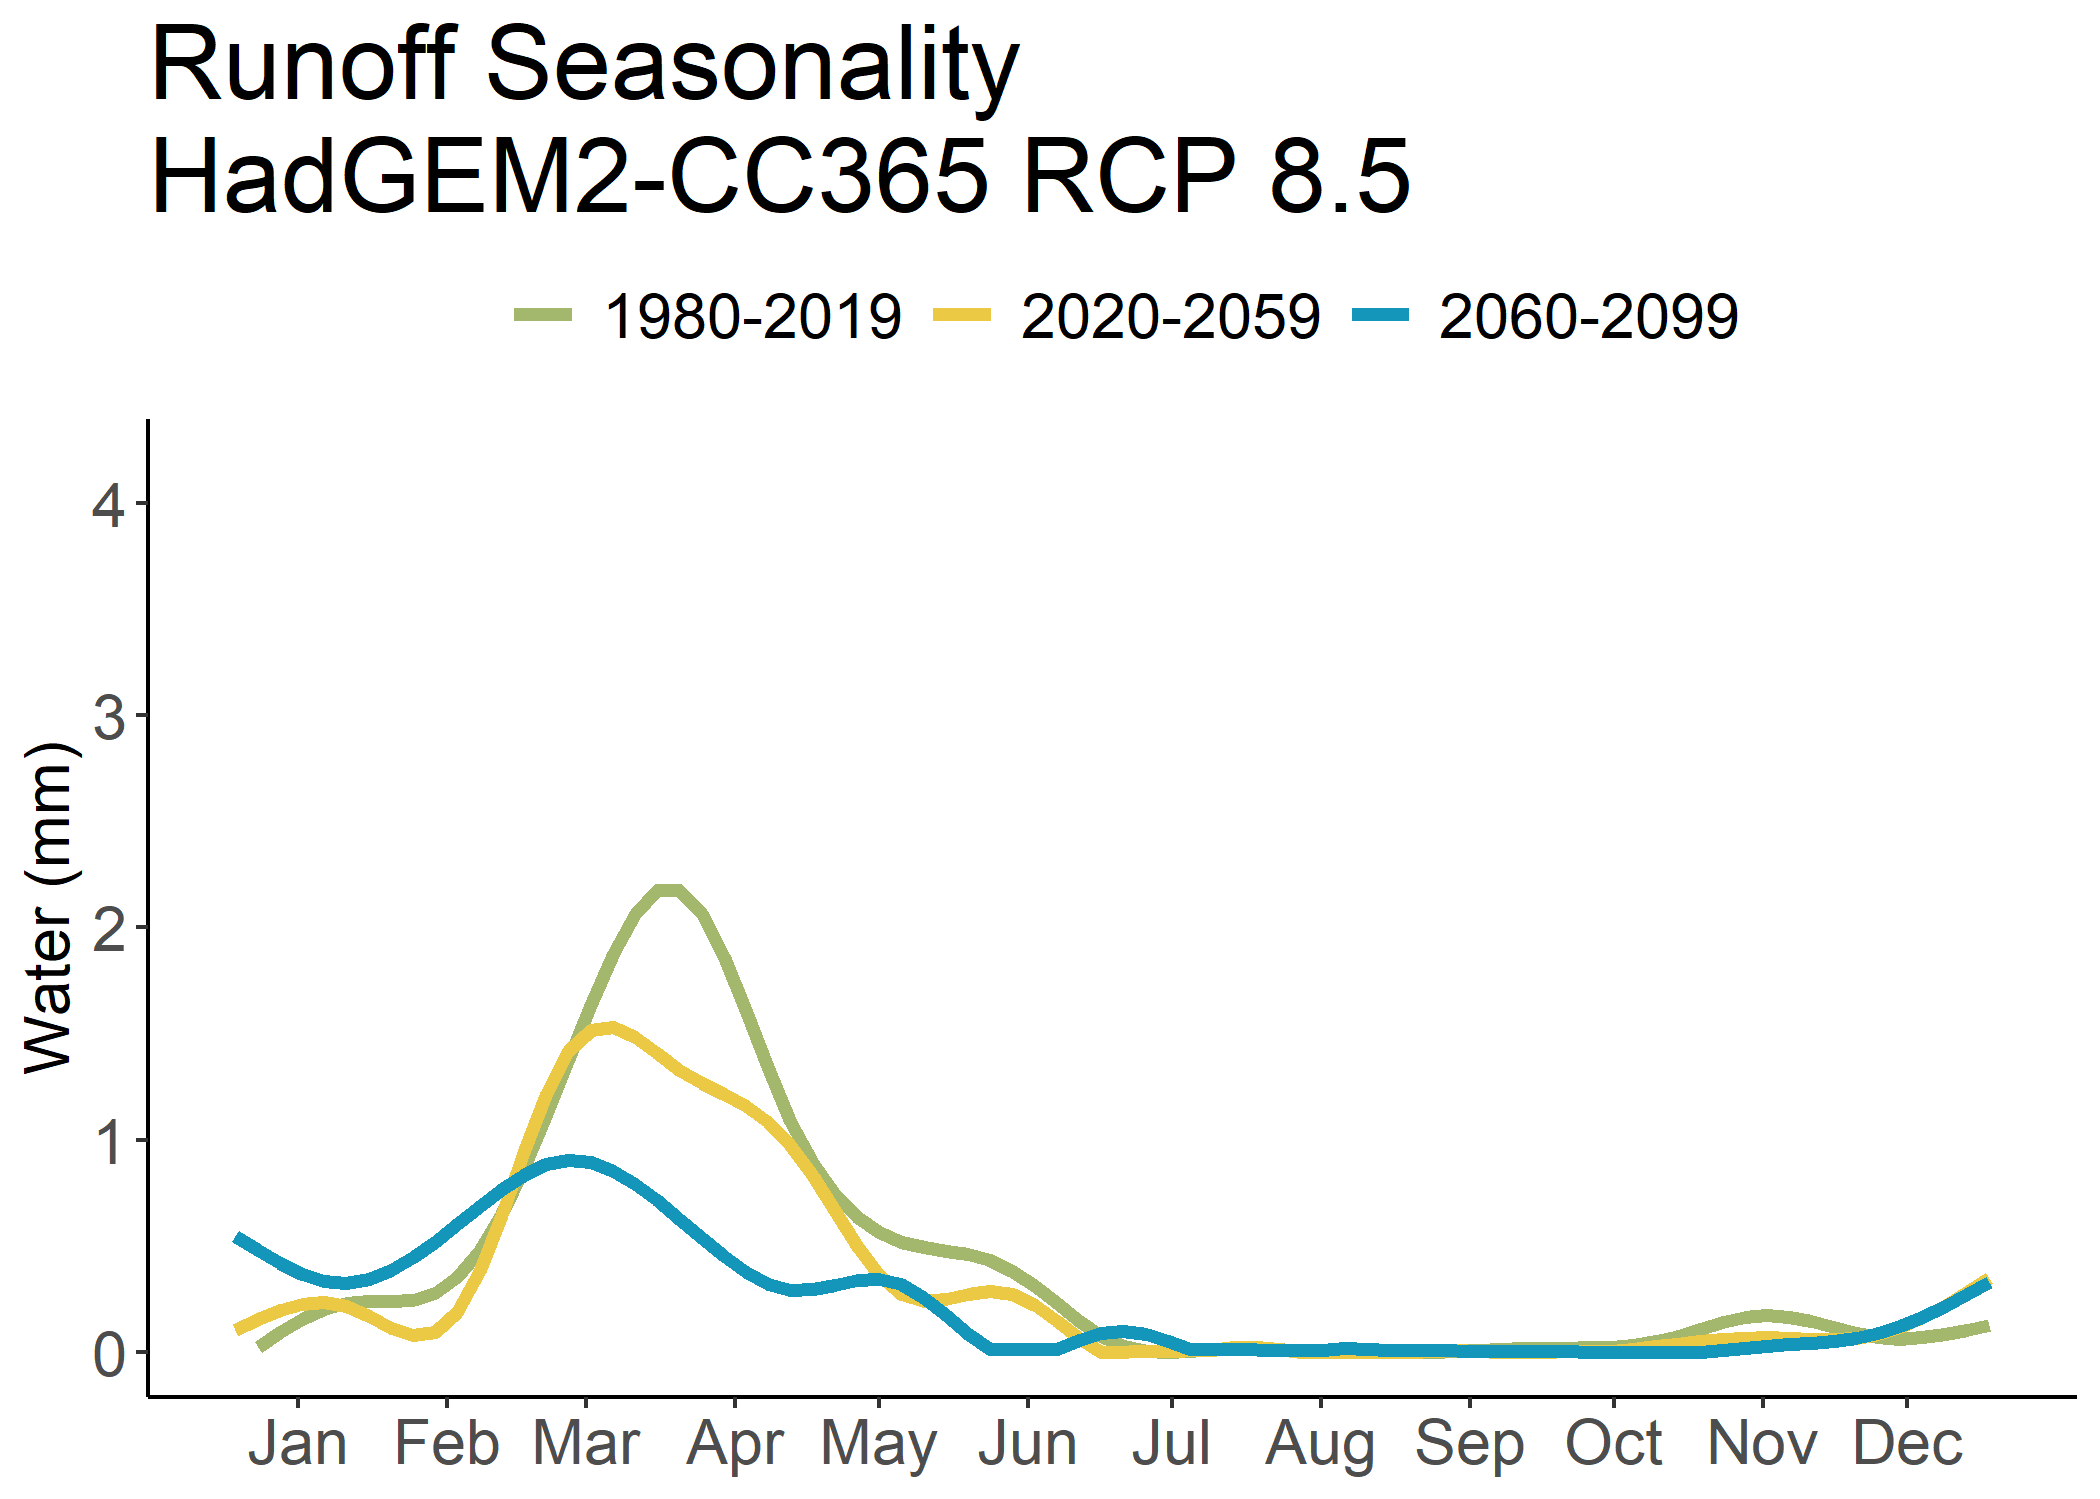 Runoff Seasonality
HadGEM2-CC365 RCP 8.5
1980-2019 2020-2059 2060-2099
4
3
2
1
0
Water (mm)
Jan Feb Mar Apr May Jun Jul Aug Sep Oct Nov Dec